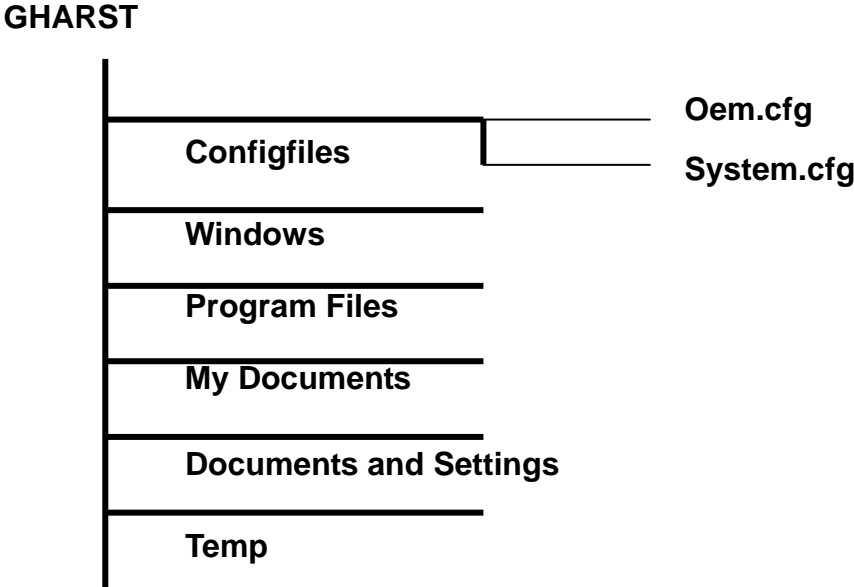 GHARST
Oem.cfg
Configfiles
System.cfg
Windows
Program Files
My Documents
Documents and Settings
Temp